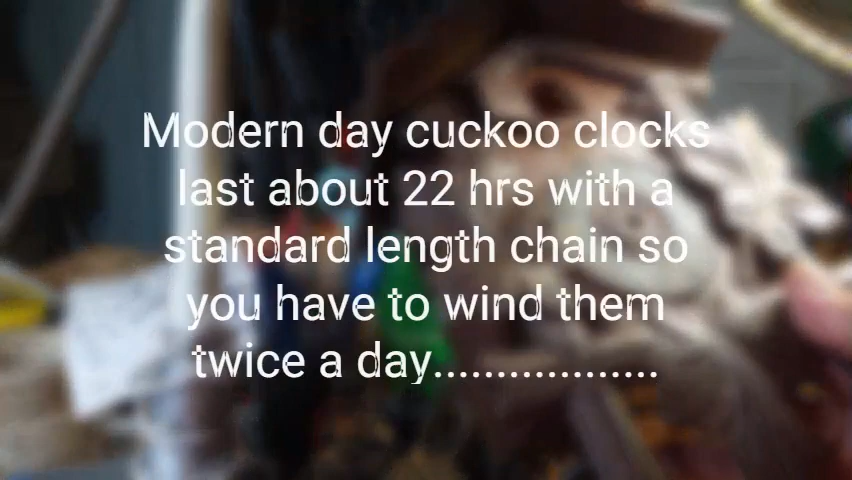 Modern day cuckoo clocks
last about 22 hrs with a
standard length chain so
you have to wind them
twice a day..................